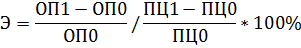 Э = (ОП1 − ОП0)/ОП0 / (ПЦ1 − ПЦ0)/ПЦ0 * 100%